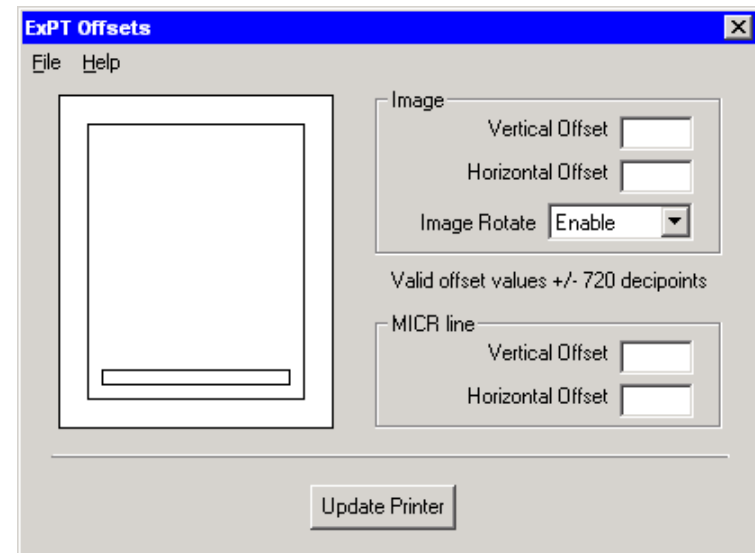 ExPT Offsets
File Help
Image
Vertical Offset
Horizontal Offset
Image Rotate Enable
Valid offset values +/- 720 decipoints
MICR line
Vertical Offset
Horizontal Offset
Update Printer